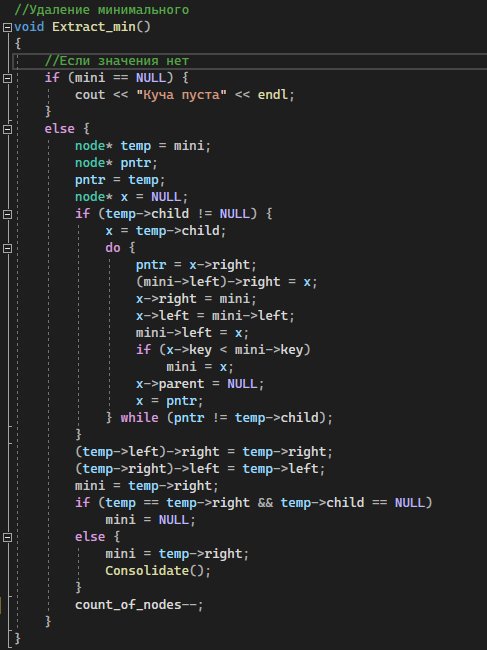 //Удаление минимального
void Extract_min()
{
    //Если значения нет
    if (mini == NULL) {
        cout << "Куча пуста" << endl;
    }
    else {
        node* temp = mini;
        node* pntr;
        pntr = temp;
        node* x = NULL;
        if (temp->child != NULL) {
            x = temp->child;
            do {
                pntr = x->right;
                (mini->left)->right = x;
                x->right = mini;
                x->left = mini->left;
                mini->left = x;
                if (x->key < mini->key)
                    mini = x;
                x->parent = NULL;
                x = pntr;
            } while (pntr != temp->child);
        }
        (temp->left)->right = temp->right;
        (temp->right)->left = temp->left;
        mini = temp->right;
        if (temp == temp->right && temp->child == NULL)
            mini = NULL;
        else {
            mini = temp->right;
            Consolidate();
        }
        count_of_nodes--;
    }
}